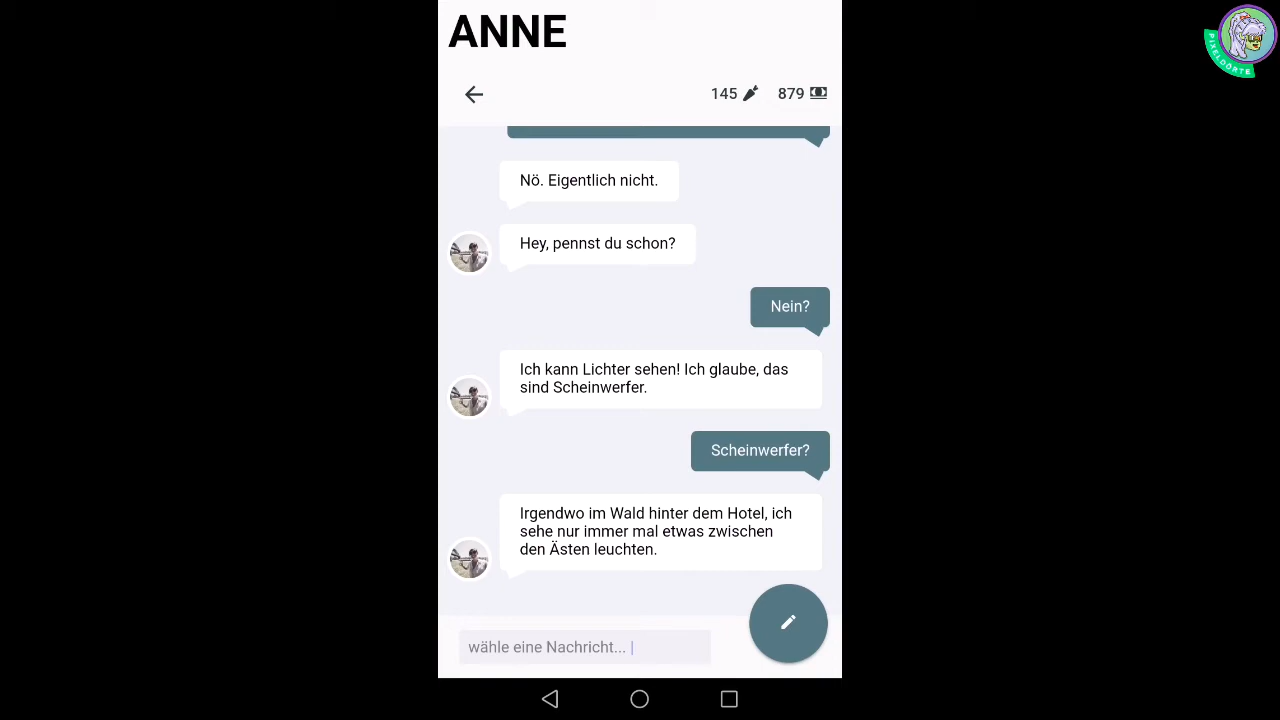 ANNE
145
879
Nö. Eigentlich nicht.
Hey, pennst du schon?
Nein?
Ich kann Lichter sehen! Ich glaube, das
sind Scheinwerfer.
Scheinwerfer?
Irgendwo im Wald hinter dem Hotel, ich
sehe nur immer mal etwas zwischen
den Ästen leuchten.
wähle eine Nachricht... |
PIXELDÖRTE